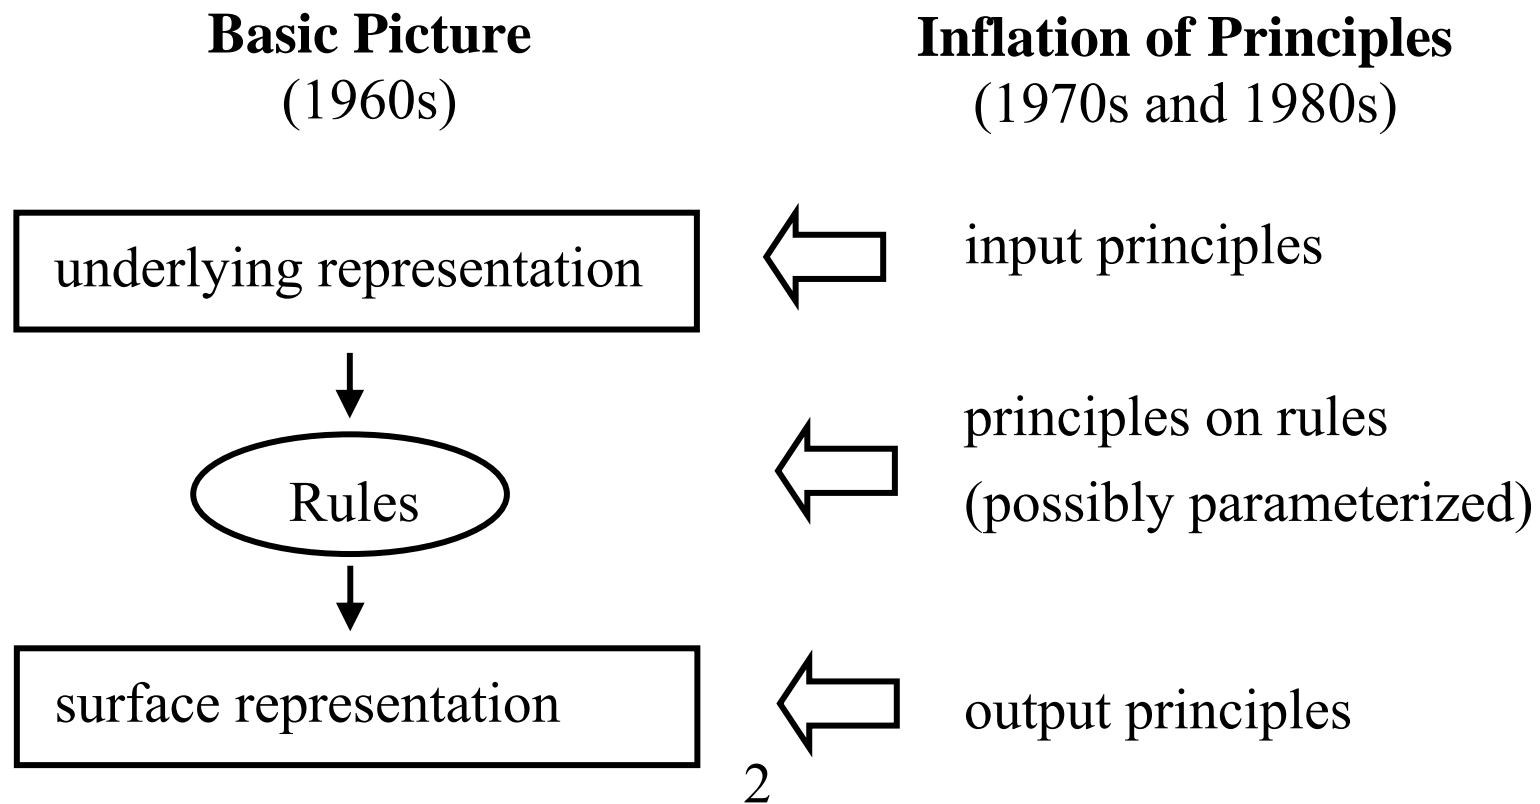 Basic Picture
(1960s)
Inflation of Principles
(1970s and 1980s)
underlying representation
input principles
Rules
principles on rules
(possibly parameterized)
surface representation
output principles
2